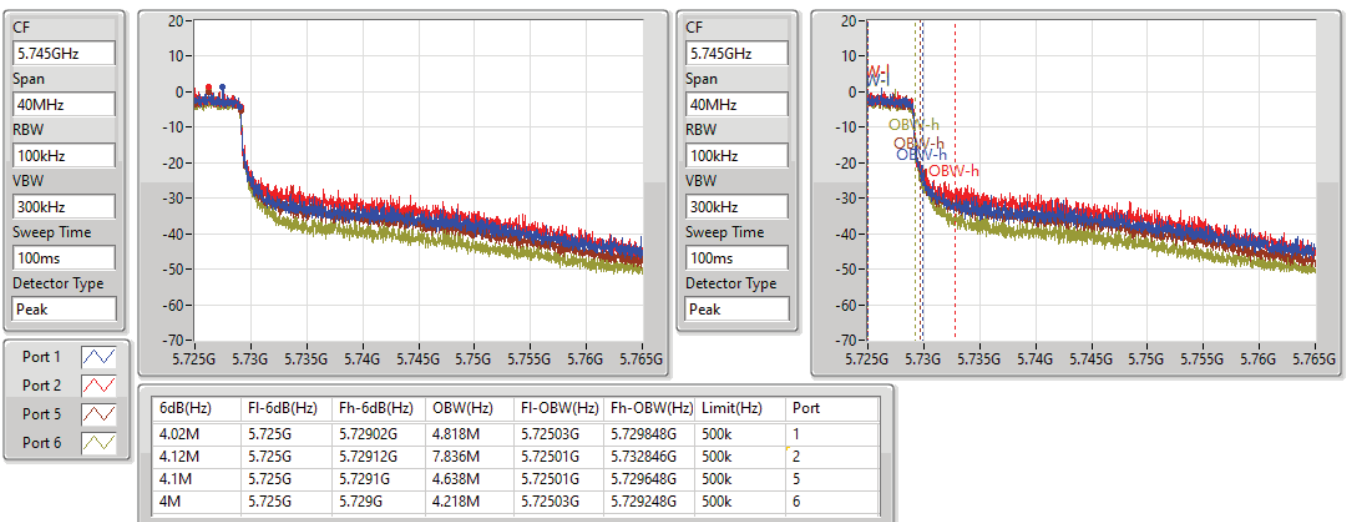 CF
5.745GHz
Span
40MHz
RBW
100kHz
VBW
300kHz
Sweep Time
100ms
Detector Type
Peak
20
10
0
-10
-20
-30
-40
-50
-60
-70
5.725G 5.73G 5.735G 5.74G 5.745G 5.75G 5.755G 5.76G 5.765G
CF
5.745GHz
Span
40MHz
RBW
100kHz
VBW
300kHz
Sweep Time
100ms
Detector Type
Peak
20
10
0
-10
-20
-30
-40
-50
-60
-70
W-l
W-l
OBW-h
OBW-h
OBW-h
OBW-h
5.725G 5.73G 5.735G 5.74G 5.745G 5.75G 5.755G 5.76G 5.765G
Port 1
Port 2
Port 5
Port 6
6dB(Hz) Fl-6dB(Hz) Fh-6dB(Hz) OBW(Hz) Fl-OBW(Hz) Fh-OBW(Hz) Limit(Hz) Port
4.02M 5.725G 5.72902G 4.818M 5.72503G 5.729848G 500k 1
4.12M 5.725G 5.72912G 7.836M 5.72501G 5.732846G 500k 2
4.1M 5.725G 5.7291G 4.638M 5.72501G 5.729648G 500k 5
4M 5.725G 5.729G 4.218M 5.72503G 5.729248G 500k 6